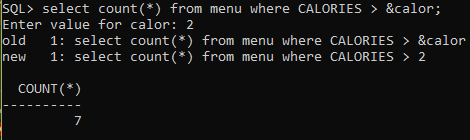 SQL> select count(*) from menu where CALORIES > &calor;
Enter value for calor: 2
old   1: select count(*) from menu where CALORIES > &calor
new   1: select count(*) from menu where CALORIES > 2
  COUNT(*)
----------
         7